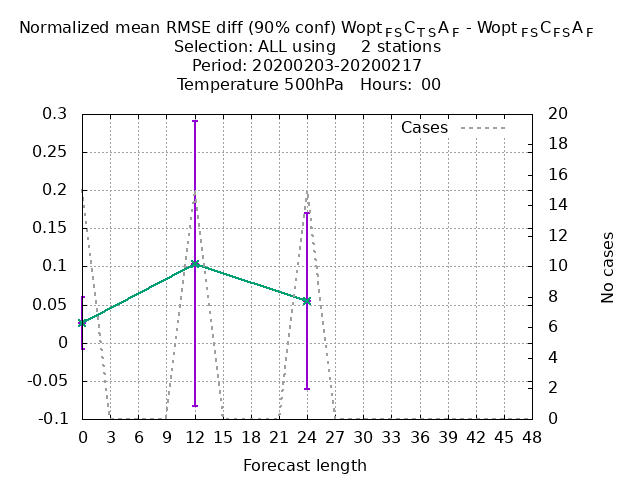 Normalized mean RMSE diff (90% conf) Wopt FS C TS A F - Wopt FS C FS A F
Selection: ALL using 2 stations
Period: 20200203-20200217
Temperature 500hPa Hours: 00
Cases
0.3
0.25
0.2
0.15
0.1
0.05
0
-0.05
-0.1
20
18
16
14
12
10
8
6
4
2
0
No cases
0 3 6 9 12 15 18 21 24 27 30 33 36 39 42 45 48
Forecast length